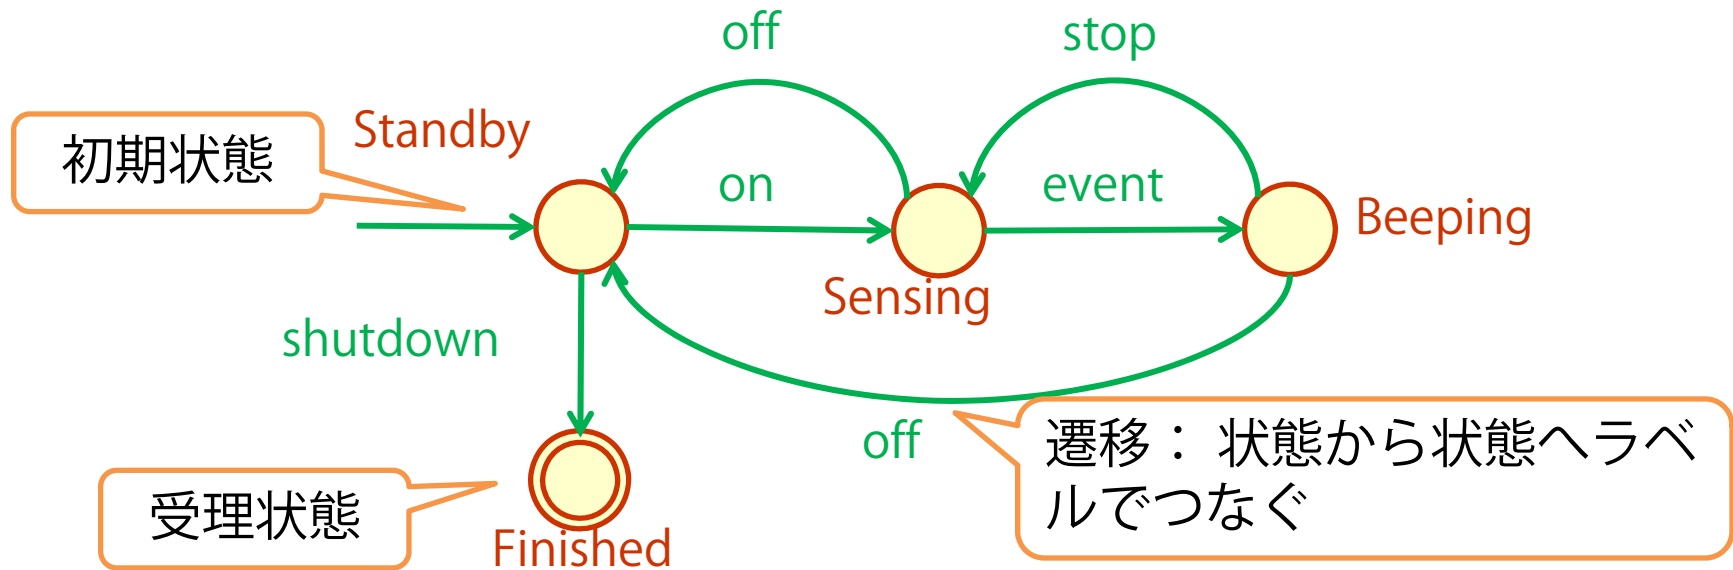 off
stop
初期状態
Standby
on
event
Beeping
Sensing
shutdown
off
遷移： 状態から状態へラベ
ルでつなぐ
受理状態
Finished